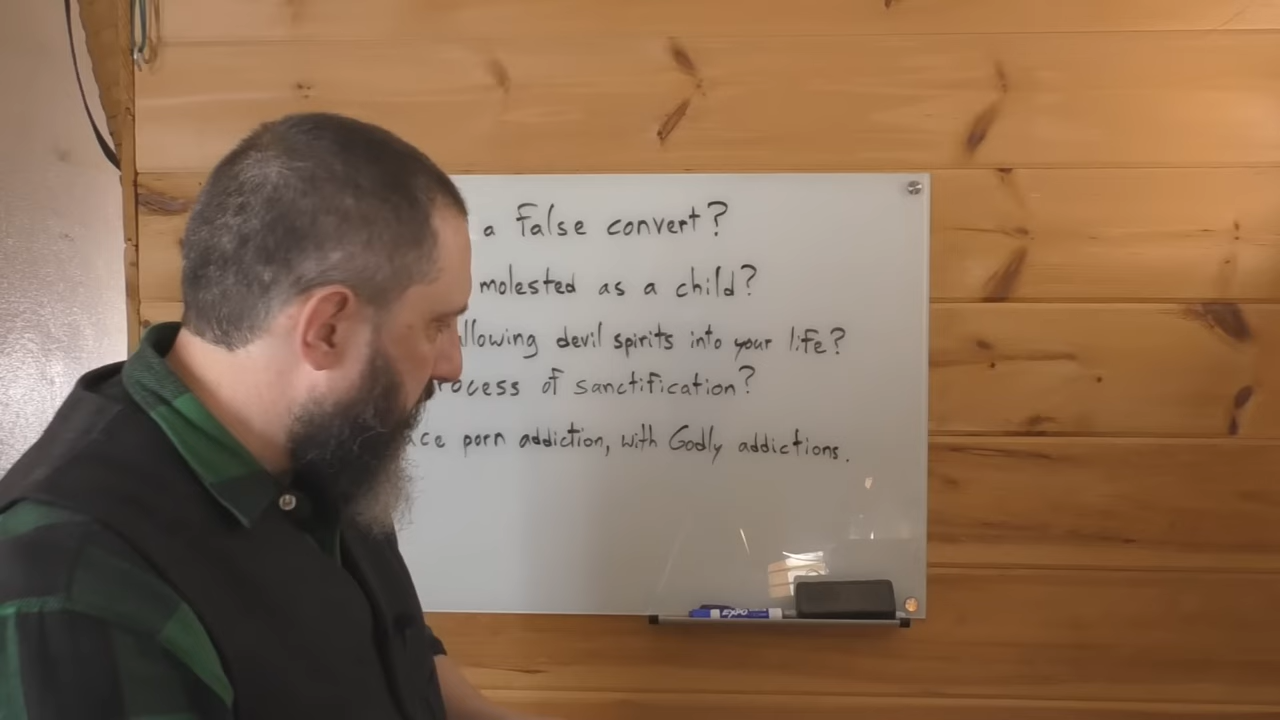 a False convert?
molested as a child?
llowing devil spirits into your life?
rocess of sanctification?
ace porn addiction, with Godly addictions.
EXPO